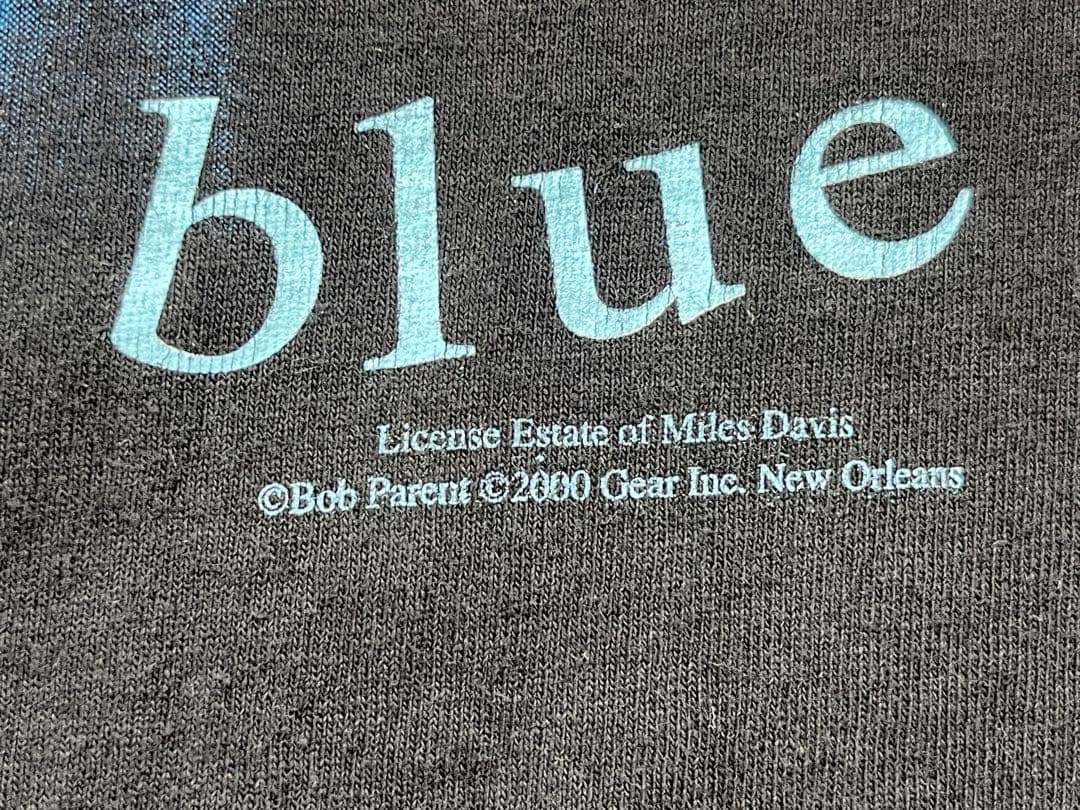 blue
License Estate of Miles Davis
©Bob Parent ©2000 Gear Inc. New Orleans